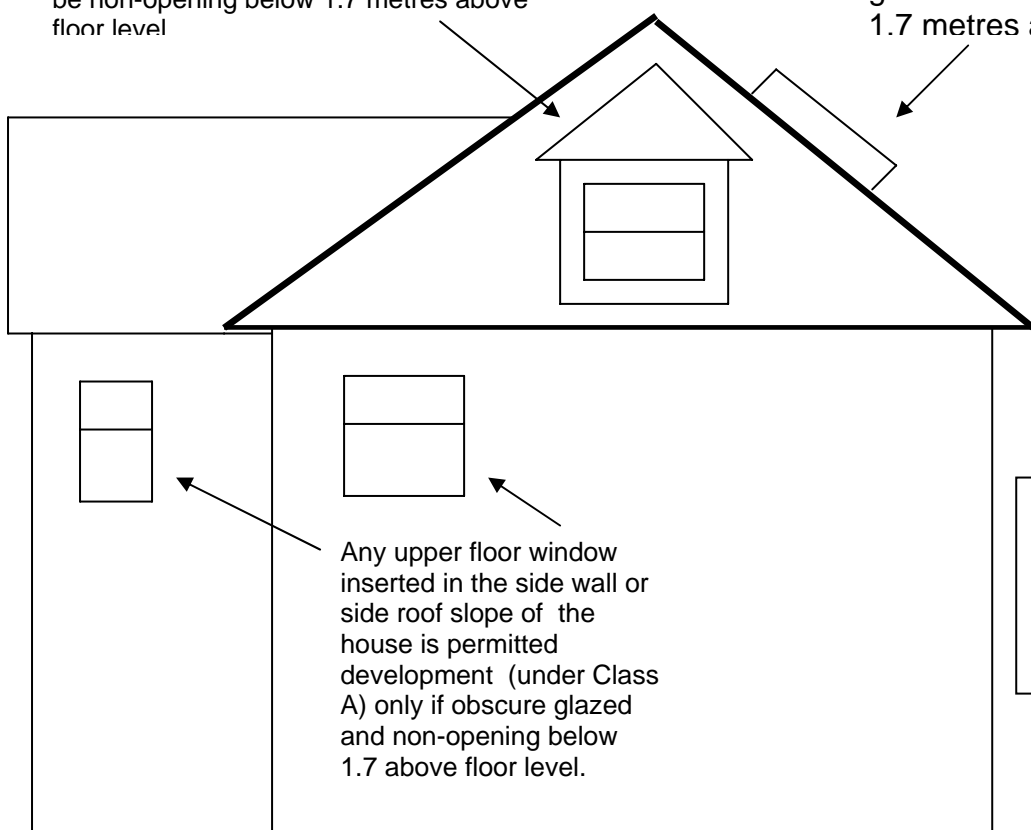 be non-opening below 1.7 metres above
floor level
1.7 metres a
Any upper floor window
inserted in the side wall or
side roof slope of the
house is permitted
development (under Class
A) only if obscure glazed
and non-opening below
1.7 above floor level.